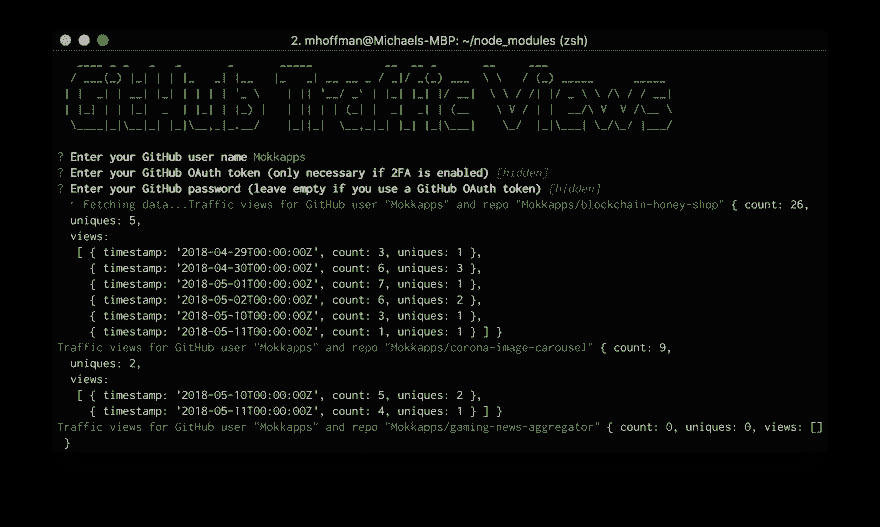 2. mhoffman@Michaels-MBP: ~/node_modules (zsh)
GitHub Traffic Views
? Enter your GitHub user name Mokkapps
? Enter your GitHub OAuth token (only necessary if 2FA is enabled) [hidden]
? Enter your GitHub password (leave empty if you use a GitHub OAuth token) [hidden]
Fetching data...Traffic views for GitHub user "Mokkapps" and repo "Mokkapps/blockchain-honey-shop" { count: 26,
uniques: 5,
views:
[ { timestamp: '2018-04-29T00:00:00Z', count: 3, uniques: 1 },
{ timestamp: '2018-04-30T00:00:00Z', count: 6, uniques: 3 },
{ timestamp: '2018-05-01T00:00:00Z', count: 7, uniques: 1 },
{ timestamp: '2018-05-02T00:00:00Z', count: 6, uniques: 2 },
{ timestamp: '2018-05-10T00:00:00Z', count: 3, uniques: 1 },
{ timestamp: '2018-05-11T00:00:00Z', count: 1, uniques: 1 } ] }
Traffic views for GitHub user "Mokkapps" and repo "Mokkapps/corona-image-carousel" { count: 9,
uniques: 2,
views:
[ { timestamp: '2018-05-10T00:00:00Z', count: 5, uniques: 2 },
{ timestamp: '2018-05-11T00:00:00Z', count: 4, uniques: 1 } ] }
Traffic views for GitHub user "Mokkapps" and repo "Mokkapps/gaming-news-aggregator" { count: 0, uniques: 0, views: []
}